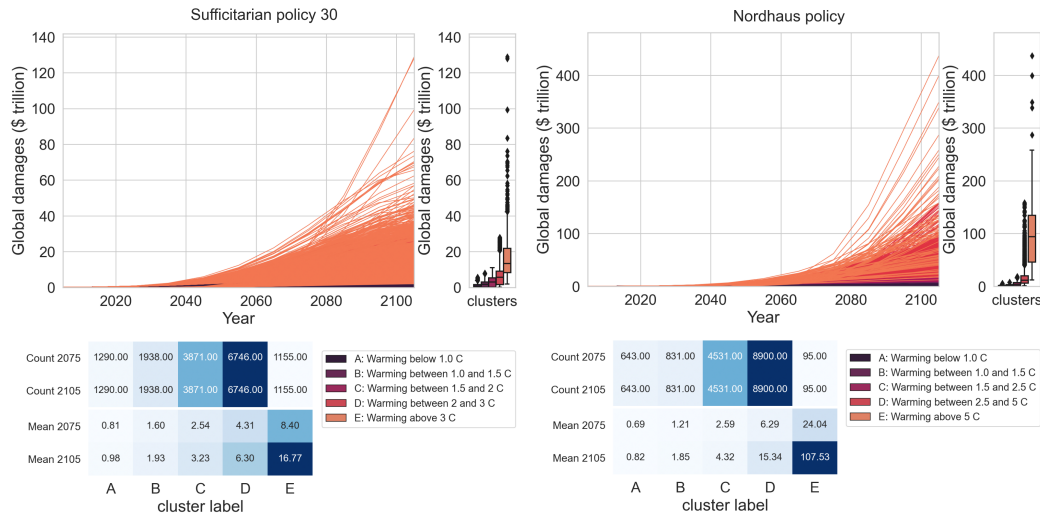 Sufficitarian policy 30
140
120
100
80
60
40
20
0
Global damages ($ trillion)
2020
2040
2060
2080
2100
Year
140
120
100
80
60
40
20
0
Global damages ($ trillion)
clusters
Count 2075
1290.00 1938.00 3871.00 6746.00 1155.00
Count 2105
1290.00 1938.00 3871.00 6746.00 1155.00
Mean 2075
0.81 1.60 2.54 4.31 8.40
Mean 2105
0.98 1.93 3.23 6.30 16.77
A B C D E
cluster label
A: Warming below 1.0 C
B: Warming between 1.0 and 1.5 C
C: Warming between 1.5 and 2 C
D: Warming between 2 and 3 C
E: Warming above 3 C
Nordhaus policy
400
300
200
100
0
Global damages ($ trillion)
2020
2040
2060
2080
2100
Year
400
300
200
100
0
Global damages ($ trillion)
clusters
Count 2075
643.00 831.00 4531.00 8900.00 95.00
Count 2105
643.00 831.00 4531.00 8900.00 95.00
Mean 2075
0.69 1.21 2.59 6.29 24.04
Mean 2105
0.82 1.85 4.32 15.34 107.53
A B C D E
cluster label
A: Warming below 1.0 C
B: Warming between 1.0 and 1.5 C
C: Warming between 1.5 and 2.5 C
D: Warming between 2.5 and 5 C
E: Warming above 5 C